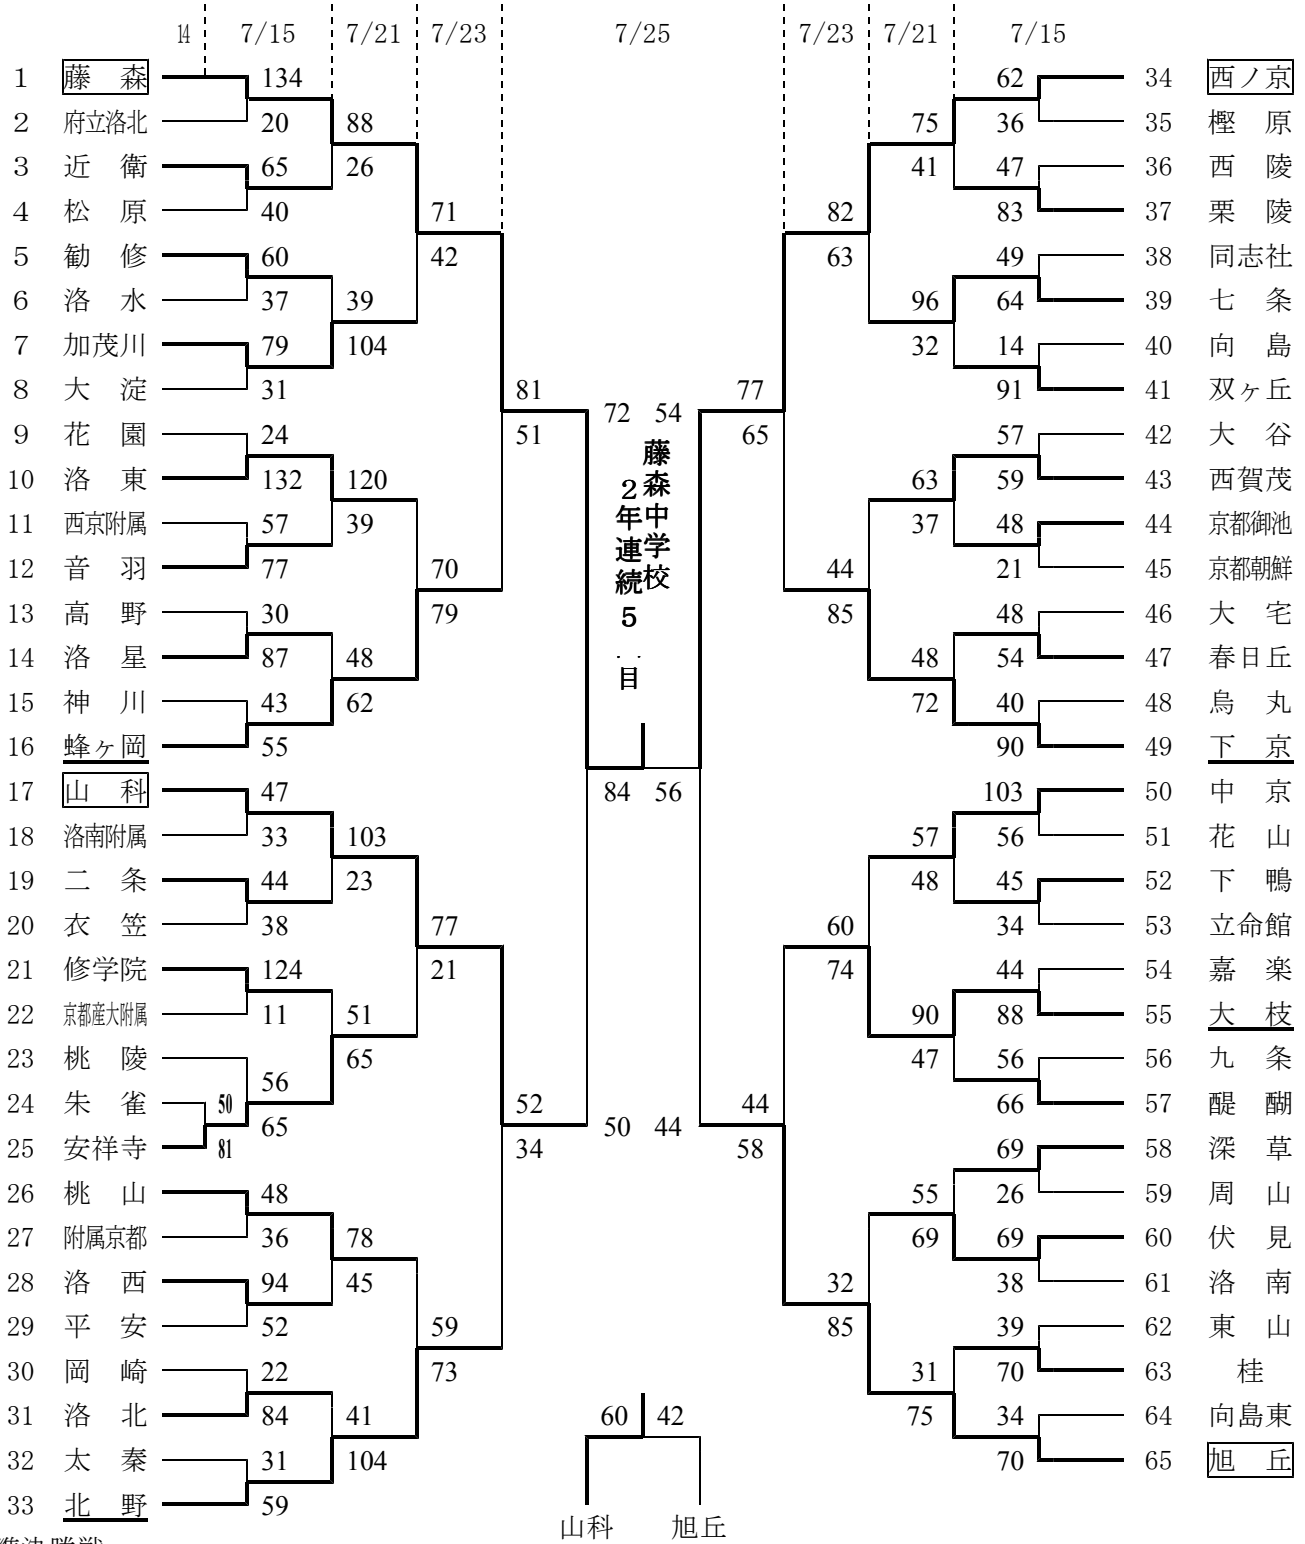 14 7/15 7/21 7/23 7/25 7/23 7/21 7/15
1 藤森 134 62 34 西ノ京
2 府立洛北 20 88 75 36 35 樫原
3 近衛 65 26 41 47 36 西陵
4 松原 40 71 82 83 37 栗陵
5 勧修 60 42 63 49 38 同志社
6 洛水 37 39 96 64 39 七条
7 加茂川 79 104 32 14 40 向島
8 大淀 31 81 72 54 77 91 41 双ヶ丘
9 花園 24 51 65 57 42 大谷
10 洛東 132 120 63 59 43 西賀茂
11 西京附属 57 39 37 48 44 京都御池
12 音羽 77 70 44 21 45 京都朝鮮
13 高野 30 79 85 48 46 大宅
14 洛星 87 48 48 54 47 春日丘
15 神川 43 62 72 40 48 烏丸
16 蜂ヶ岡 55 90 49 下京
藤森中学校
2年連続5
目
17 山科 47 84 56 103 50 中京
18 洛南附属 33 103 57 56 51 花山
19 二条 44 23 48 45 52 下鴨
20 衣笠 38 77 60 34 53 立命館
21 修学院 124 21 74 44 54 嘉楽
22 京都産大附属 11 51 90 88 55 大枝
23 桃陵 56 65 47 56 56 九条
24 朱雀 50 65 52 50 44 44 66 57 醍醐
25 安祥寺 81 34 58 69 58 深草
26 桃山 48 55 26 59 周山
27 附属京都 36 78 69 69 60 伏見
28 洛西 94 45 32 38 61 洛南
29 平安 52 59 85 39 62 東山
30 岡崎 22 73 31 70 63 桂
31 洛北 84 41 60 42 75 34 64 向島東
32 太秦 31 104 70 65 旭丘
33 北野 59
山科 旭丘